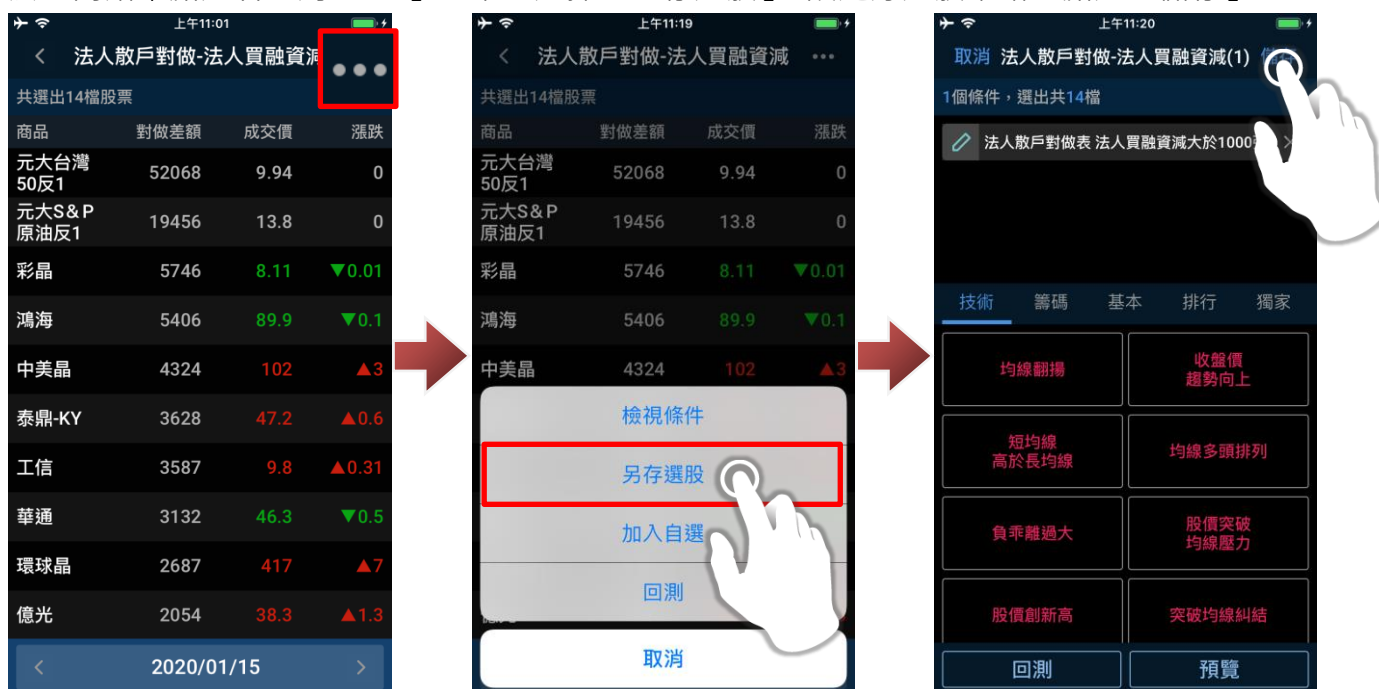 上午11:01
法人散戶對做-法人買融資
共選出14檔股票
商品 對做差額 成交價 漲跌
元大台灣
50反1 52068 9.94 0
元大S&P
原油反1 19456 13.8 0
彩晶 5746 8.11 ▼0.01
鴻海 5406 89.9 ▼0.1
中美晶 4324 102 ▲3
泰鼎-KY 3628 47.2 ▲0.6
工信 3587 9.8 ▲0.31
華通 3132 46.3 ▼0.5
環球晶 2687 417 ▲7
億光 2054 38.3 ▲1.3
2020/01/15
上午11:19
法人散戶對做-法人買融資減
共選出14檔股票
商品 對做差額 成交價 漲跌
元大台灣
50反1 52068 9.94 0
元大S&P
原油反1 19456 13.8 0
彩晶 5746 8.11 ▼0.01
鴻海 5406 89.9 ▼0.1
中美晶 4324 102 ▲3
檢視條件
另存選股
加入自選
回測
取消
上午11:20
取消 法人散戶對做-法人買融資減(1)
1個條件，選出共14檔
法人散戶對做表 法人買融資減大於1000
技術 籌碼 基本 排行 獨家
均線翻揚
收盤價
趨勢向上
短均線
高於長均線
均線多頭排列
負乖離過大
股價突破
均線壓力
股價創新高
突破均線糾結
回測
預覽